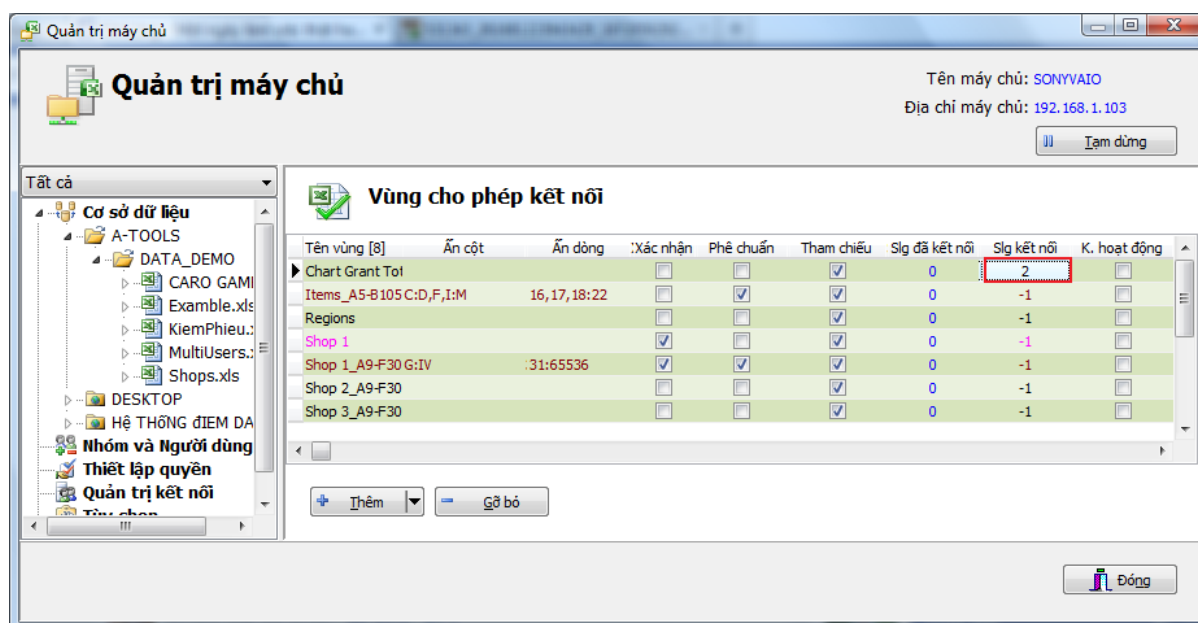 Quản trị máy chủ
Quản trị máy chủ
Tên máy chủ: SONYVAIO
Địa chỉ máy chủ: 192.168.1.103
Tạm dừng
Tất cả
Cơ sở dữ liệu
A-TOOLS
DATA_DEMO
CARO GAM
Examble.xls
KiemPhieu.
MultiUsers.
Shops.xls
DESKTOP
Hệ THỐNG đIEM DA
Nhóm và Người dùng
Thiết lập quyền
Quản trị kết nối
Tùy chọn
Vùng cho phép kết nối
Tên vùng [8] Ẩn cột Ẩn dòng Xác nhận Phê chuẩn Tham chiếu Slg đã kết nối Slg kết nối K. hoạt động
Chart Grant Tot 0 2
Items_A5-B105 C:D,F,I:M 16,17,18:22 0 -1
Regions 0 -1
Shop 1 0 -1
Shop 1_A9-F30 G:IV :31:65536 0 -1
Shop 2_A9-F30 0 -1
Shop 3_A9-F30 0 -1
Thêm Gỡ bỏ
Đóng